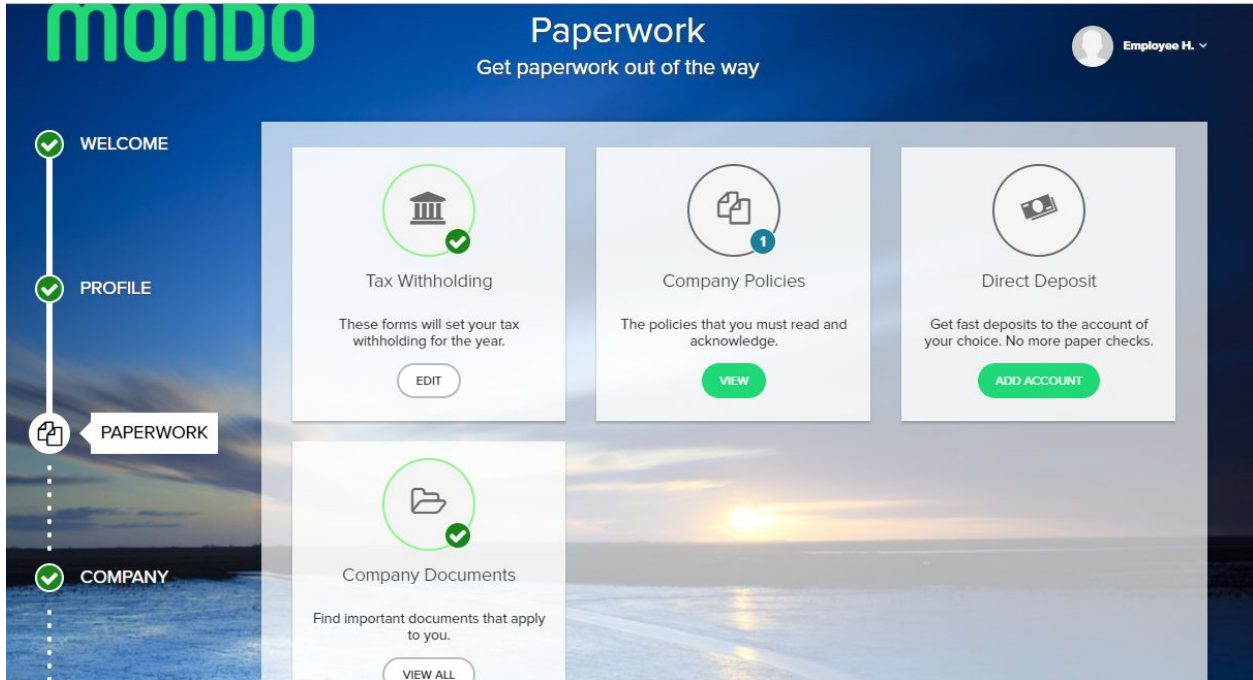 mondo
Paperwork
Get paperwork out of the way
Employee H.
WELCOME
PROFILE
PAPERWORK
COMPANY
Tax Withholding
These forms will set your tax
withholding for the year.
EDIT
1
Company Policies
The policies that you must read and
acknowledge.
VIEW
Direct Deposit
Get fast deposits to the account of
your choice. No more paper checks.
ADD ACCOUNT
Company Documents
Find important documents that apply
to you.
VIEW ALL